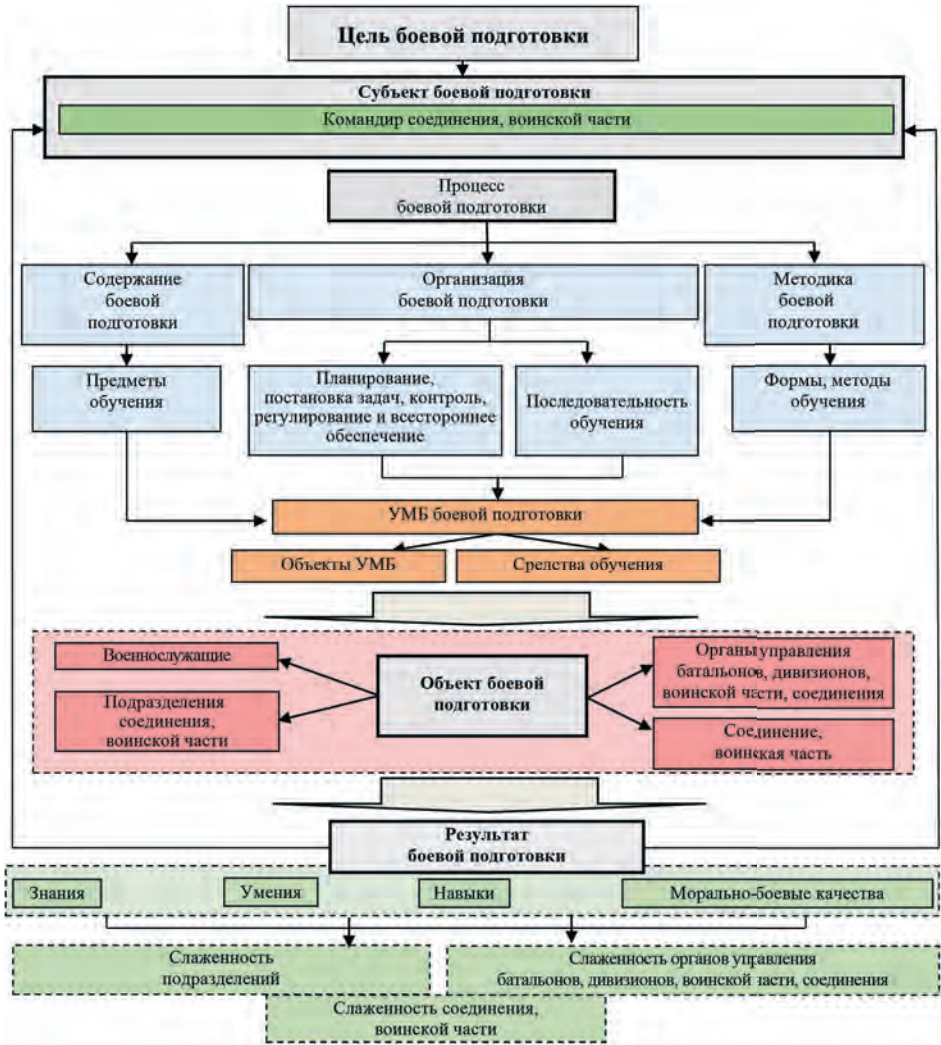 Цель боевой подготовки
Субъект боевой подготовки
Командир соединения, воинской части
Процесс
боевой подготовки
Содержание
боевой
подготовки
Организация
боевой подготовки
Методика
боевой
подготовки
Предметы
обучения
Планирование,
постановка задач, контроль,
регулирование и всестороннее
обеспечение
Последовательность
обучения
Формы, методы
обучения
УМБ боевой подготовки
Объекты УМБ
Средства обучения
Военнослужащие
Подразделения
соединения,
воинской части
Объект боевой
подготовки
Органы управления
батальонов, дивизионов,
воинской части, соединения
Соединение,
воинская часть
Результат
боевой подготовки
Знания
Умения
Навыки
Морально-боевые качества
Слаженность
подразделений
Слаженность органов управления
батальонов, дивизионов, воинской части, соединения
Слаженность соединения,
воинской части